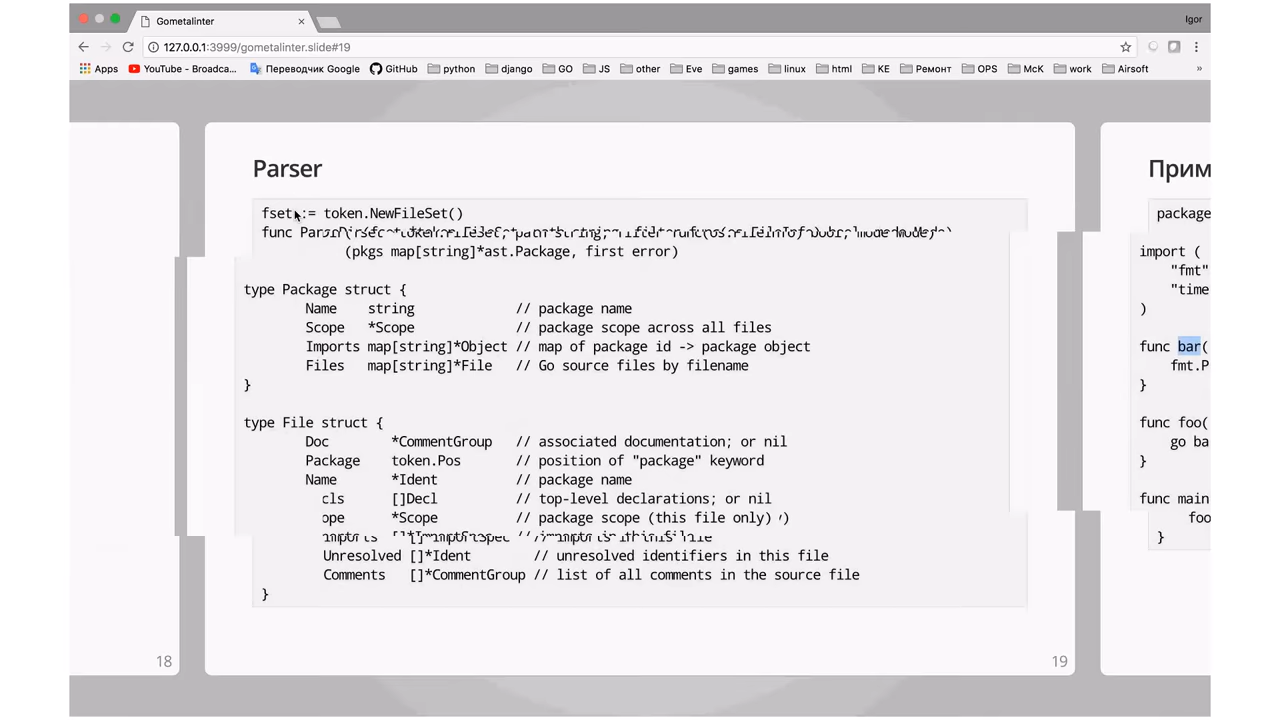 Gometalinter
Igor
127.0.0.1:3999/gometalinter.slide#19
Apps YouTube - Broadca... Переводчик Google GitHub python django GO JS other Eve games linux html KE Ремонт OPS McK work Airsoft »
Parser
fset := token.NewFileSet()
func
(pkgs map[string]*ast.Package, first error)
type Package struct {
Name string // package name
Scope *Scope // package scope across all files
Imports map[string]*Object // map of package id -> package object
Files map[string]*File // Go source files by filename
}
type File struct {
Doc *CommentGroup // associated documentation; or nil
Package token.Pos // position of "package" keyword
Name *Ident // package name
cls []Decl // top-level declarations; or nil
ope *Scope // package scope (this file only)
Unresolved []*Ident // unresolved identifiers in this file
Comments []*CommentGroup // list of all comments in the source file
}
18
19
Прим
package
import (
"fmt"
"time
)
func bar(
fmt.P
}
func foo(
go ba
}
func main
foo
}